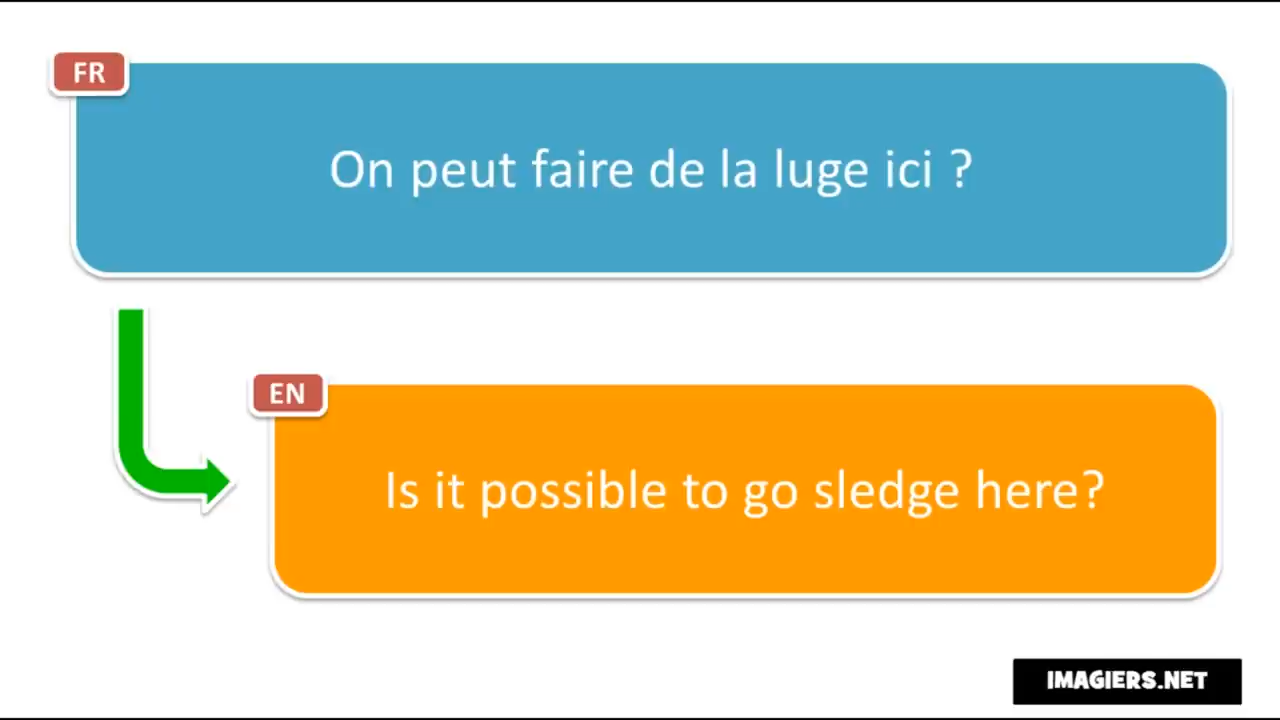 FR
On peut faire de la luge ici ?
EN
Is it possible to go sledge here?
IMAGIERS.NET